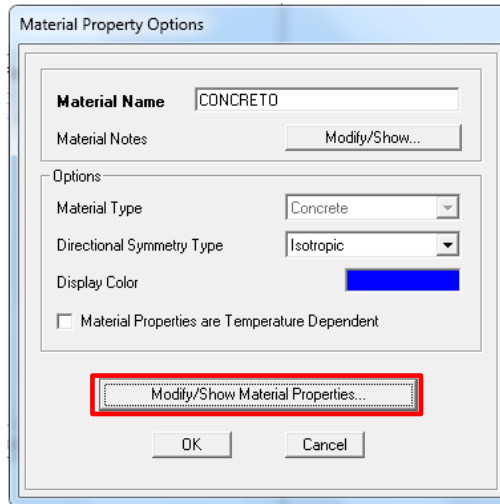 Material Property Options
Material Name CONCRETO
Material Notes Modify/Show...
Options
Material Type Concrete
Directional Symmetry Type Isotropic
Display Color
Material Properties are Temperature Dependent
Modify/Show Material Properties...
OK Cancel